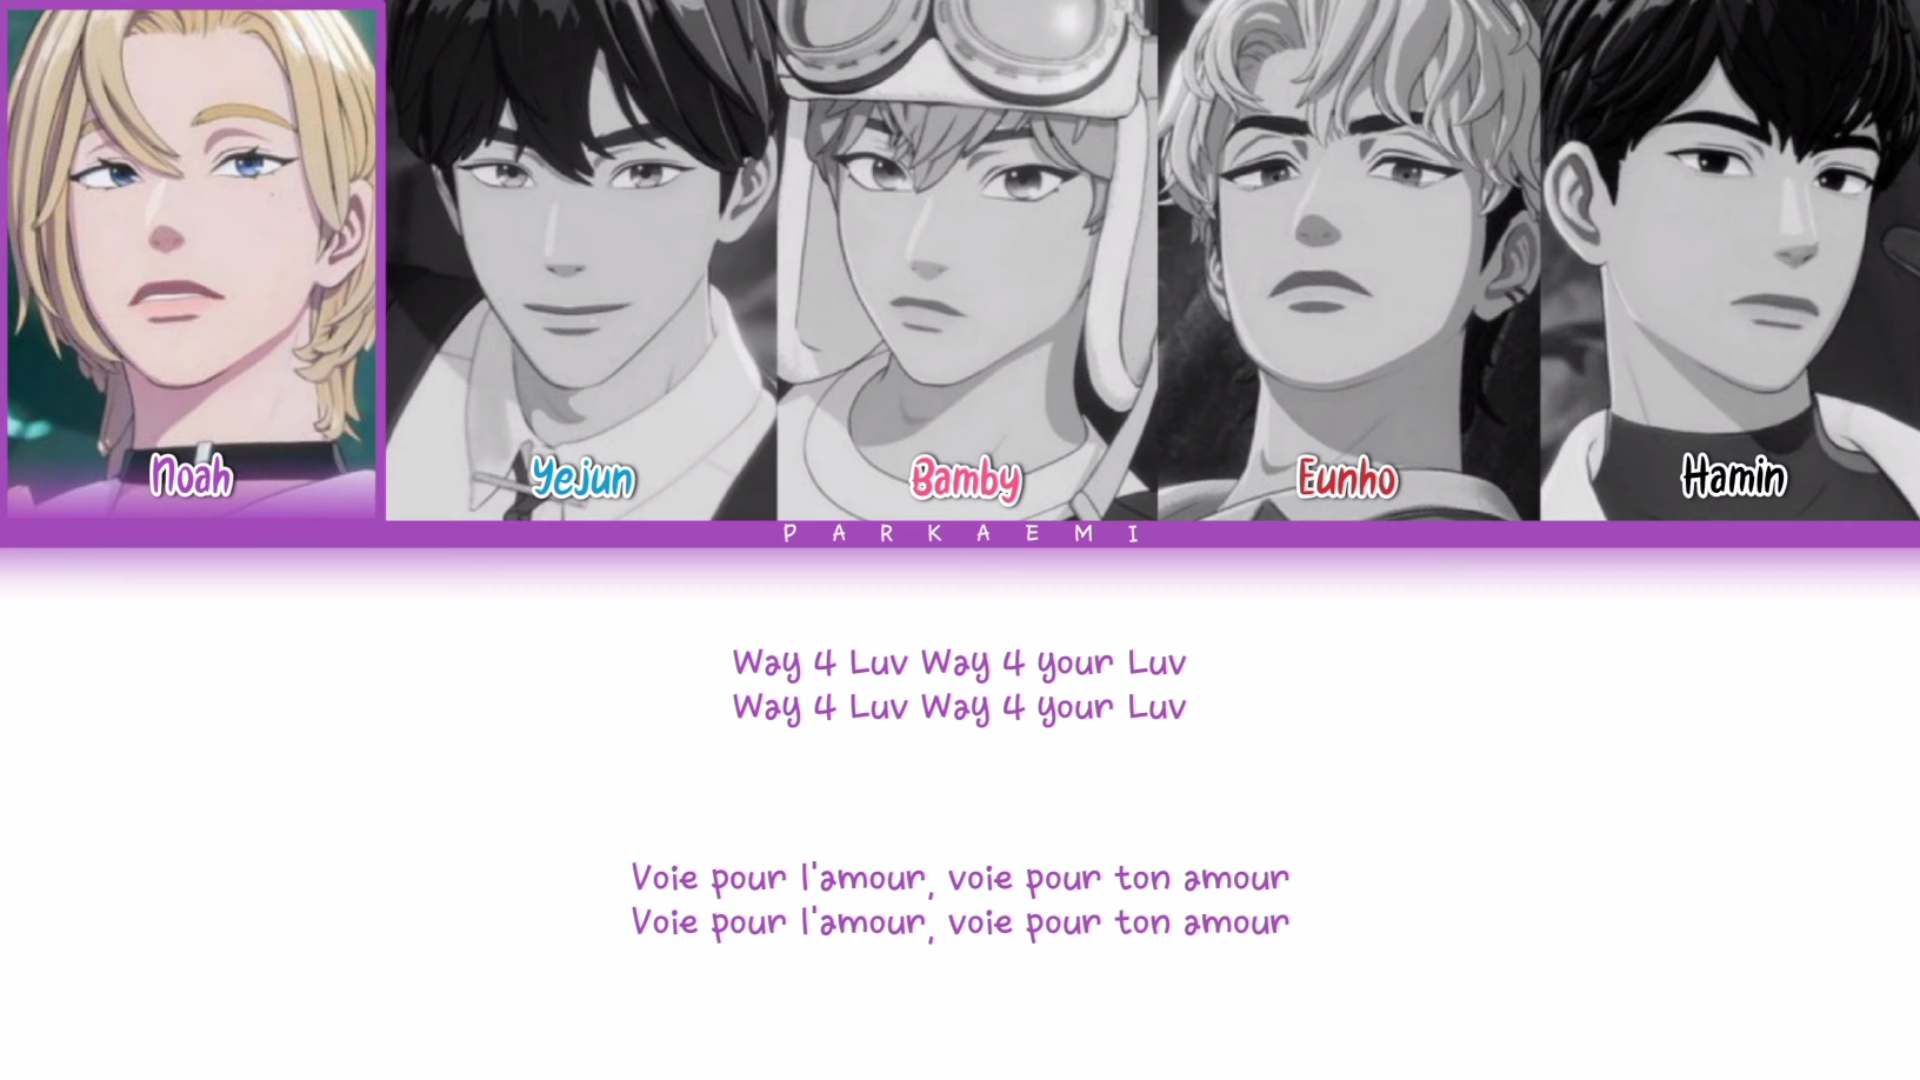 Noah
Yejun
Bamby
Eunho
Hamin
PARKAEMI
Way 4 Luv Way 4 your Luv
Way 4 Luv Way 4 your Luv
Voie pour l'amour, voie pour ton amour
Voie pour l'amour, voie pour ton amour